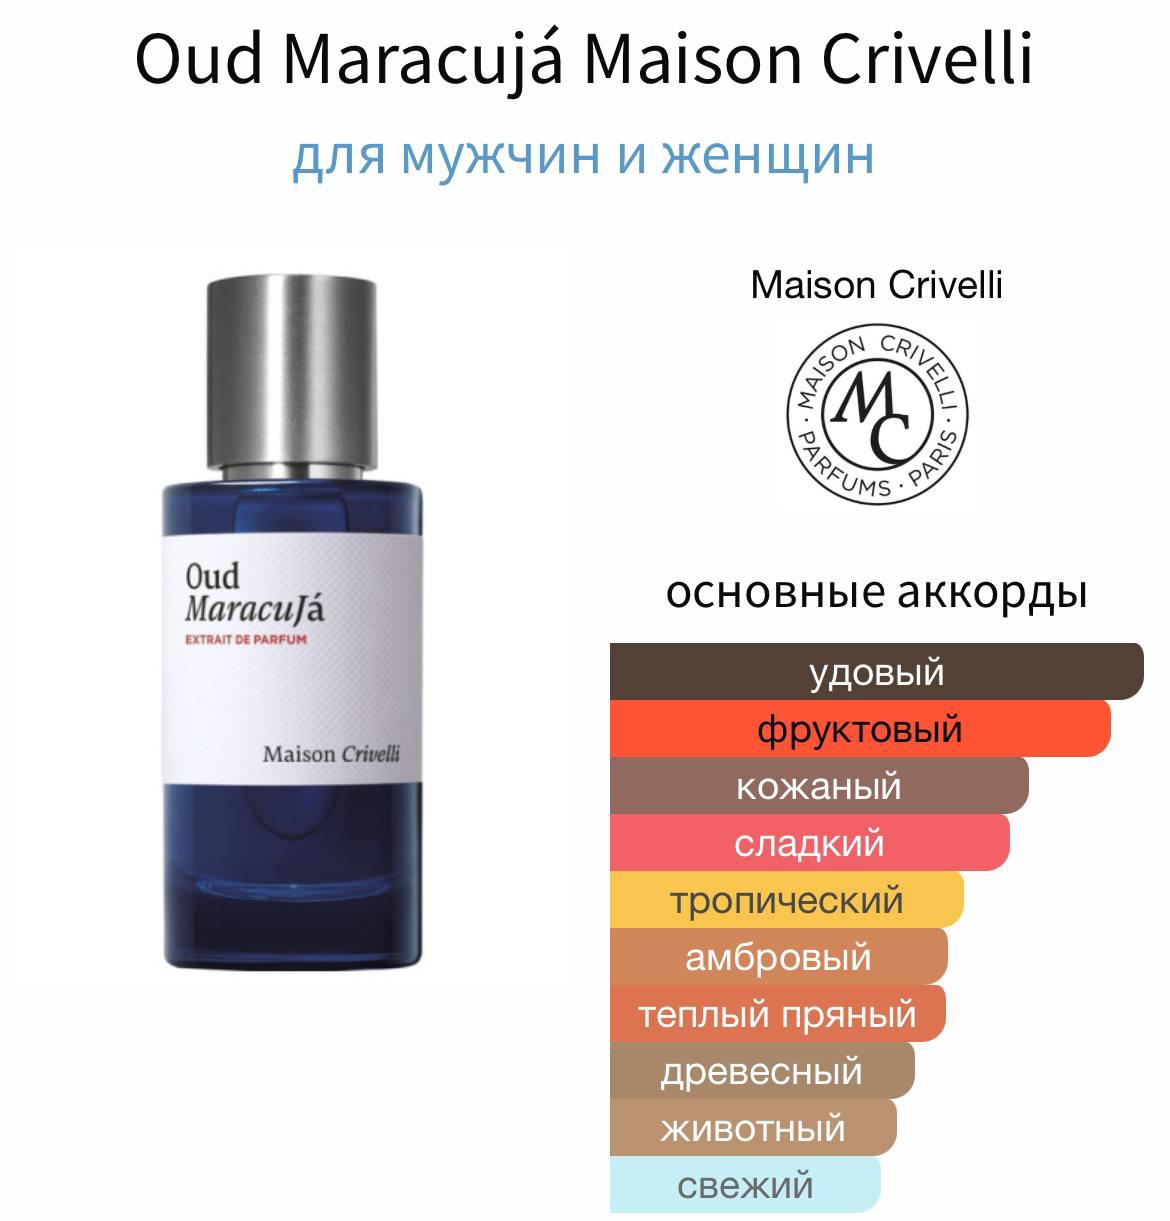 Oud Maracujá Maison Crivelli
для мужчин и женщин
Oud
MaracuJá
EXTRAIT DE PARFUM
Maison Crivelli
Maison Crivelli
· MAISON CRIVELLI ·
PARFUMS · PARIS
MC
основные аккорды
удовый
фруктовый
кожаный
сладкий
тропический
амбровый
теплый пряный
древесный
животный
свежий